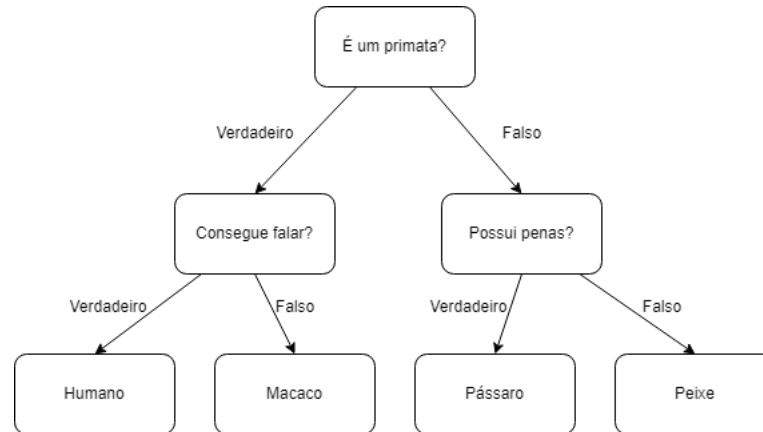 É um primata?
Verdadeiro
Falso
Consegue falar?
Possui penas?
Verdadeiro
Falso
Verdadeiro
Falso
Humano
Macaco
Pássaro
Peixe